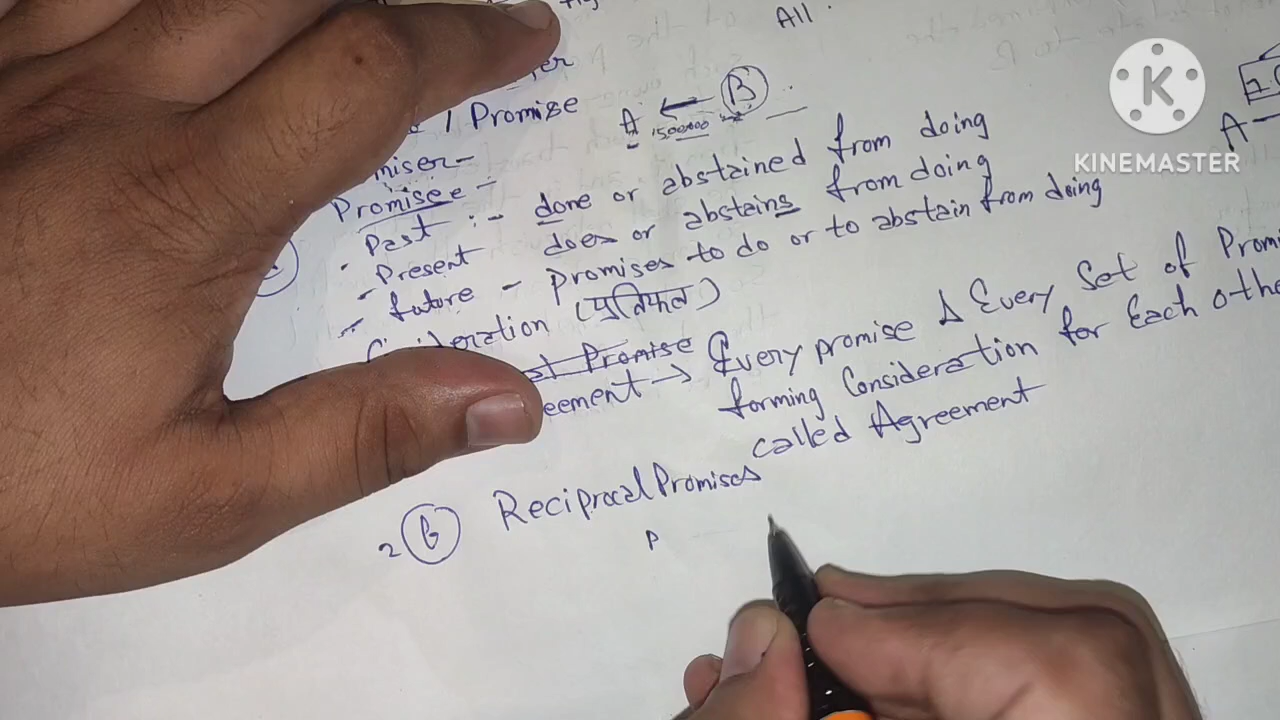 All
Promise
A ← B
1500000
miser-
Promisee -
Past :- done or abstained from doing
Present - does or abstains from doing
future - Promises to do or to abstain from doing
(प्रतिफल)
Promise
eement → Every promise & Every Set of Promi
forming Consideration for Each othe
called Agreement
2 (f) Reciprocal Promises
P
A
K
KINEMASTER